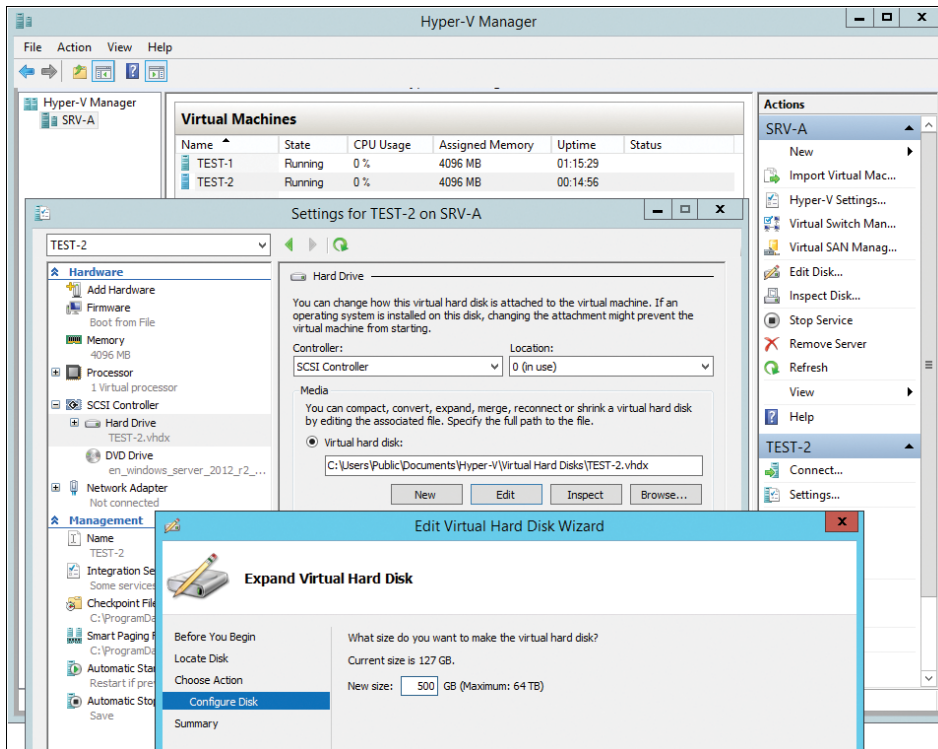 Hyper-V Manager
File Action View Help
Hyper-V Manager
SRV-A
Virtual Machines
Name State CPU Usage Assigned Memory Uptime Status
TEST-1 Running 0 % 4096 MB 01:15:29
TEST-2 Running 0 % 4096 MB 00:14:56
Actions
SRV-A
New
Import Virtual Mac...
Hyper-V Settings...
Virtual Switch Man...
Virtual SAN Manag...
Edit Disk...
Inspect Disk...
Stop Service
Remove Server
Refresh
View
Help
TEST-2
Connect...
Settings...
Settings for TEST-2 on SRV-A
TEST-2
Hardware
Add Hardware
Firmware
Boot from File
Memory
4096 MB
Processor
1 Virtual processor
SCSI Controller
Hard Drive
TEST-2.vhdx
DVD Drive
en_windows_server_2012_r2_...
Network Adapter
Not connected
Management
Name
TEST-2
Integration Se
Some services
Checkpoint File
C:\ProgramDa
Smart Paging F
C:\ProgramDa
Automatic Star
Restart if prev
Automatic Stop
Save
Hard Drive
You can change how this virtual hard disk is attached to the virtual machine. If an
operating system is installed on this disk, changing the attachment might prevent the
virtual machine from starting.
Controller: Location:
SCSI Controller 0 (in use)
Media
You can compact, convert, expand, merge, reconnect or shrink a virtual hard disk
by editing the associated file. Specify the full path to the file.
Virtual hard disk:
C:\Users\Public\Documents\Hyper-V\Virtual Hard Disks\TEST-2.vhdx
New Edit Inspect Browse...
Edit Virtual Hard Disk Wizard
Expand Virtual Hard Disk
Before You Begin
Locate Disk
Choose Action
Configure Disk
Summary
What size do you want to make the virtual hard disk?
Current size is 127 GB.
New size: 500 GB (Maximum: 64 TB)